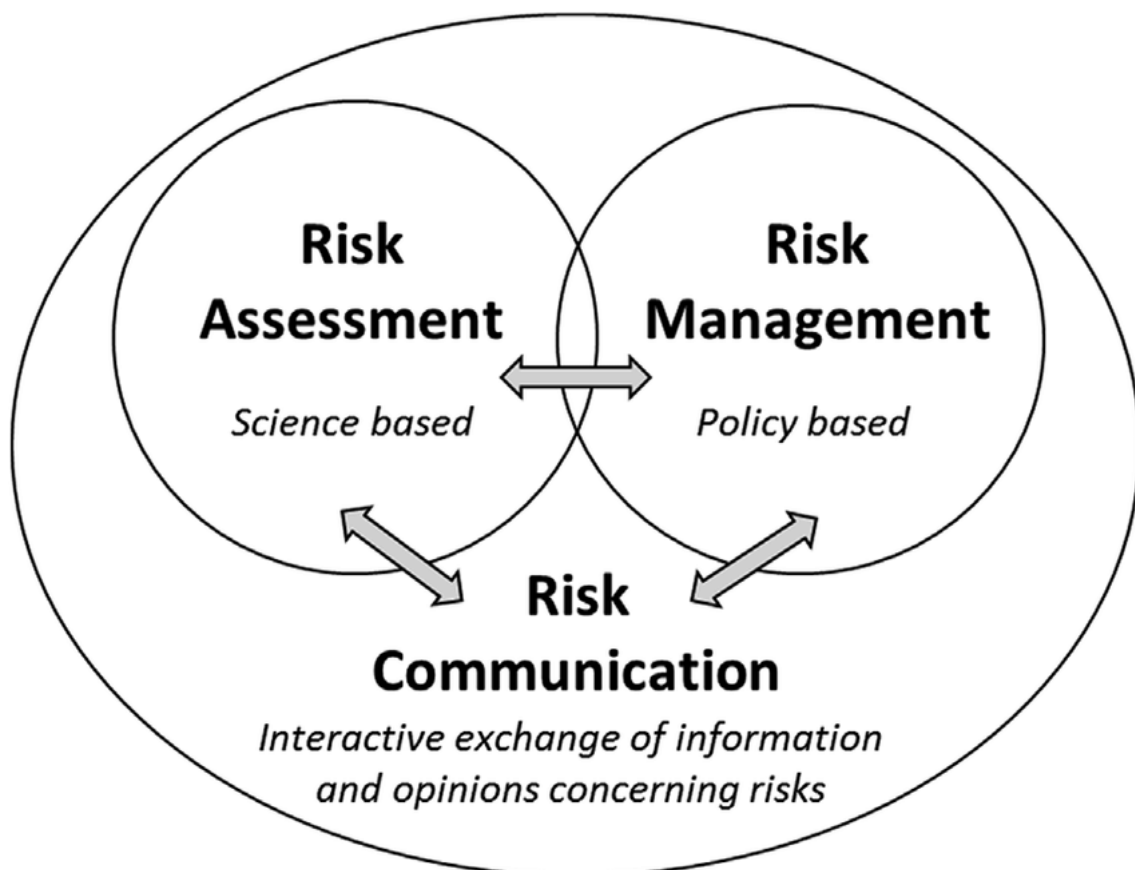 Risk
Assessment
Science based
Risk
Management
Policy based
Risk
Communication
Interactive exchange of information
and opinions concerning risks